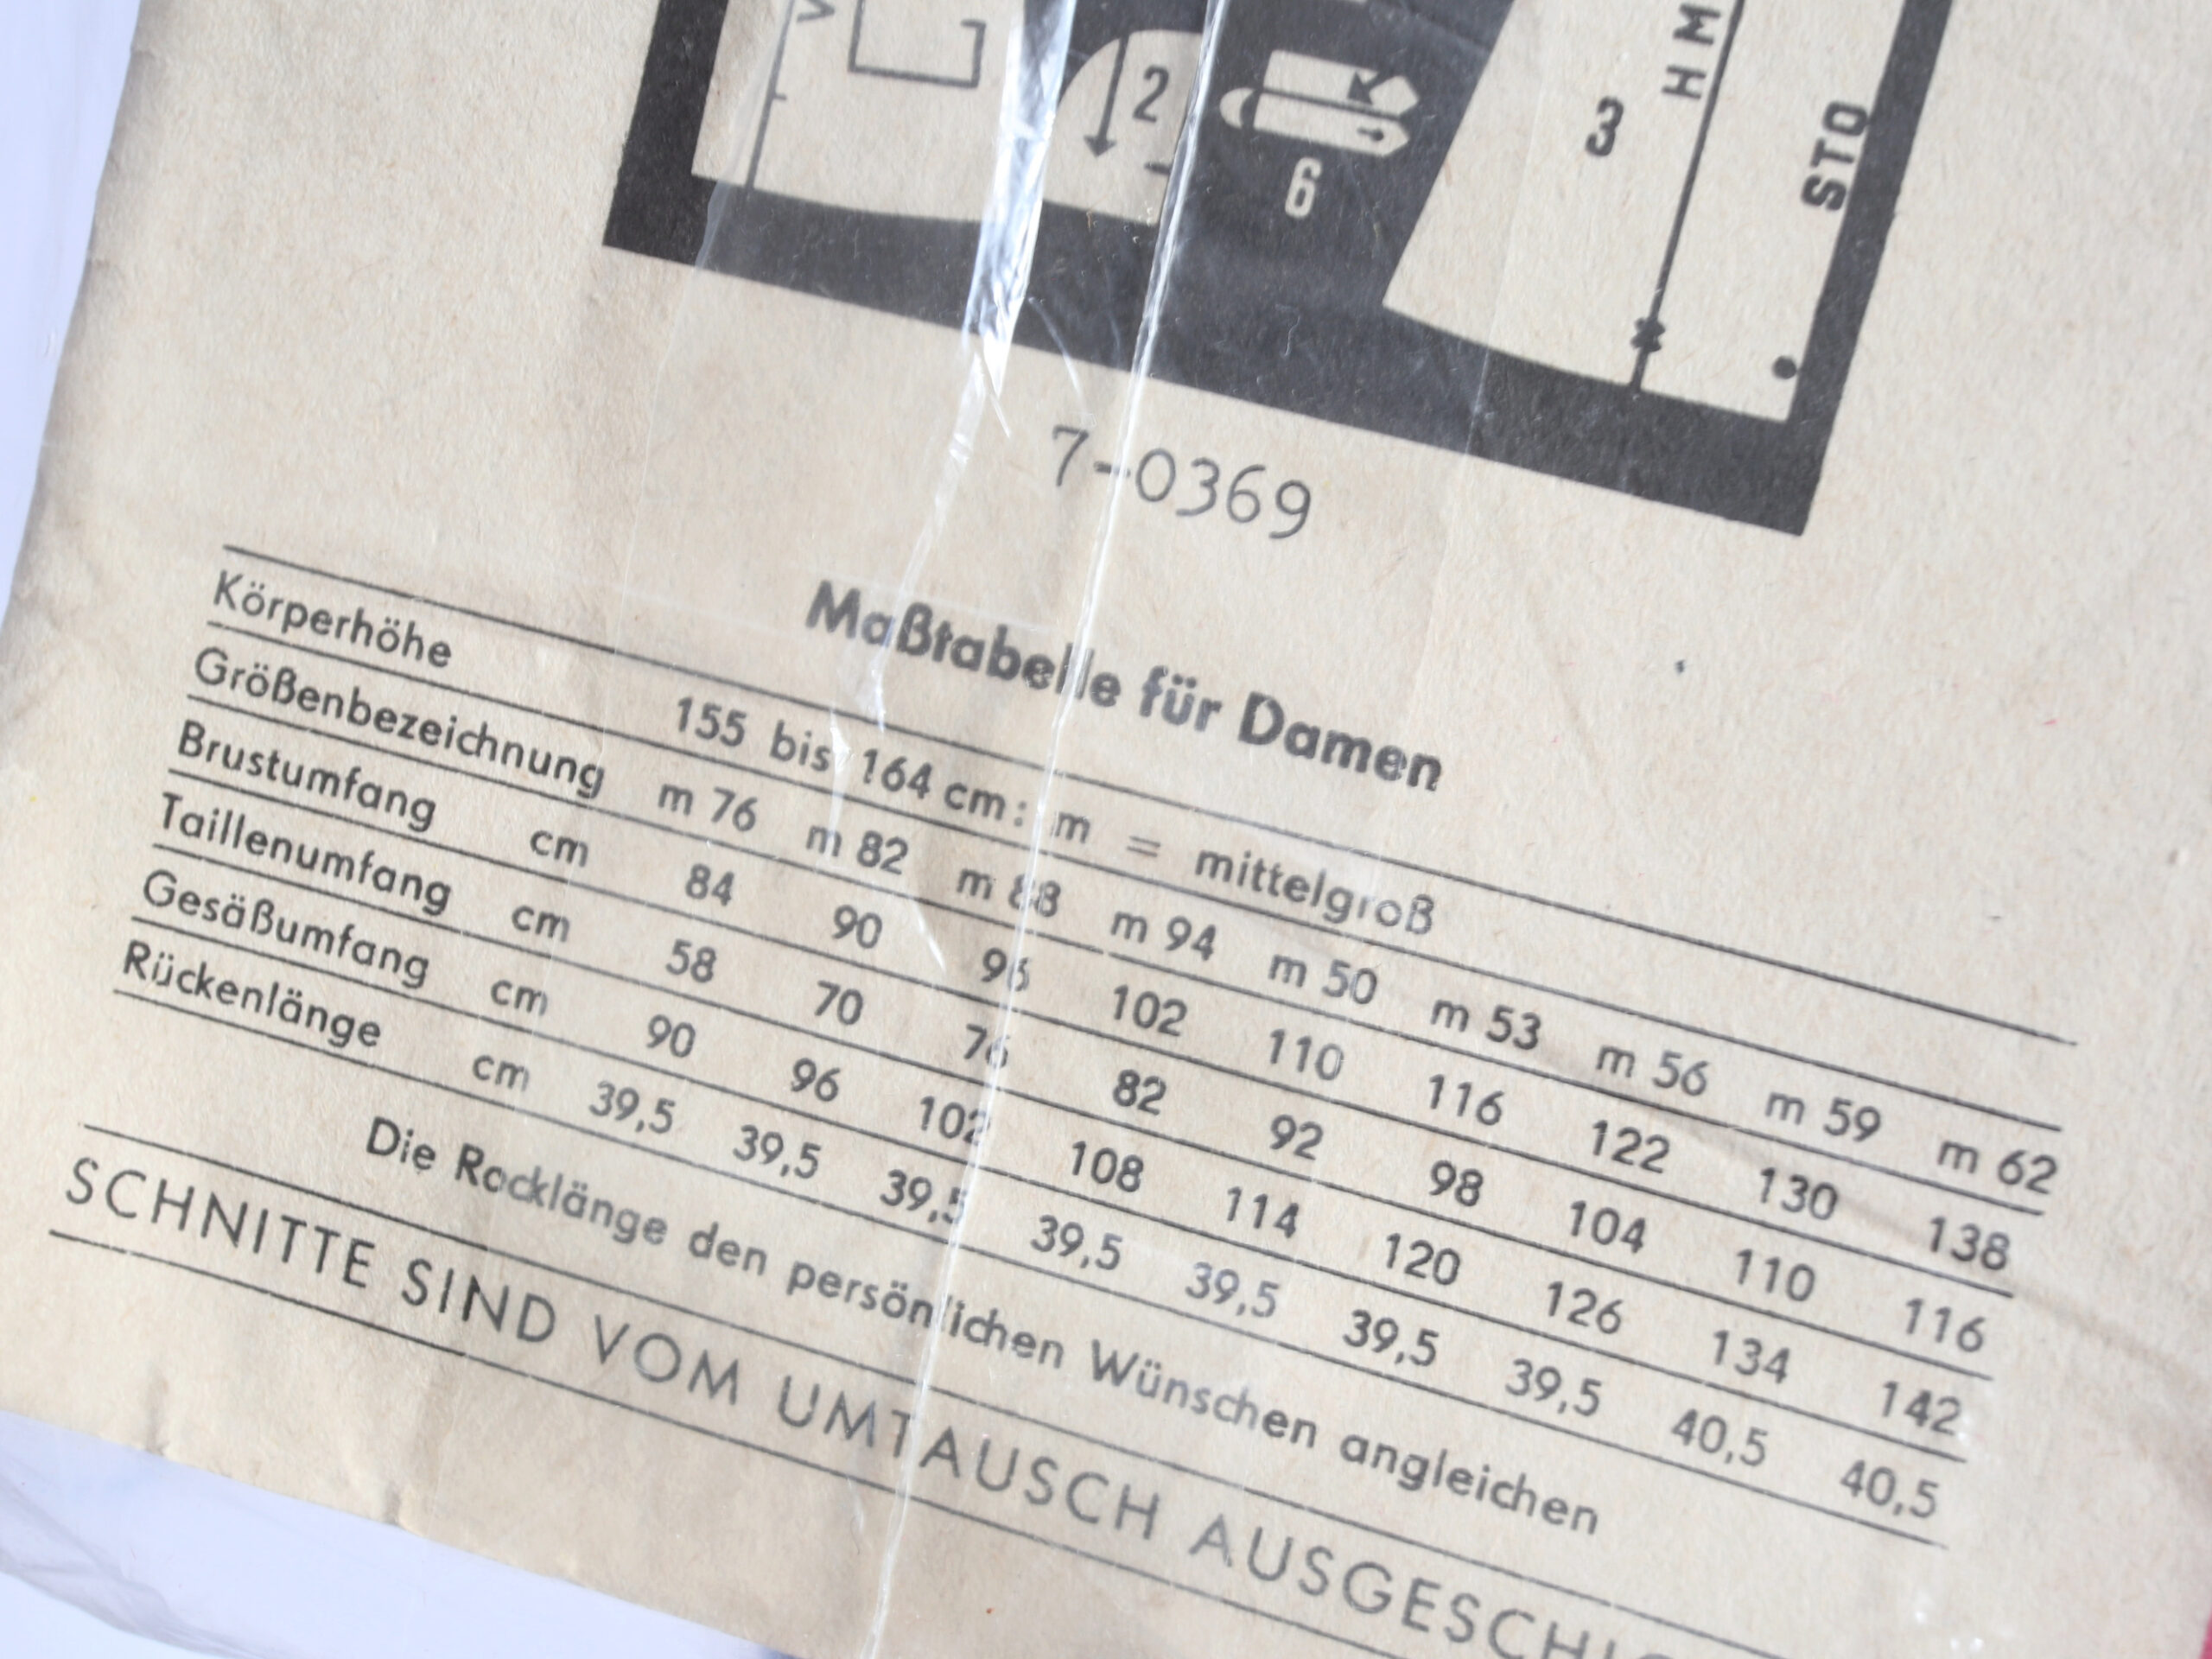 2
6
3
H M
STO
7-0369
Maßtabelle für Damen
Körperhöhe 155 bis 164 cm: m = mittelgroß
Größenbezeichnung m 76 m 82 m 88 m 94 m 50 m 53 m 56 m 59 m 62
Brustumfang cm 84 90 96 102 110 116 122 130 138
Taillenumfang cm 58 70 76 82 92 98 104 110 116
Gesäßumfang cm 90 96 102 108 114 120 126 134 142
Rückenlänge cm 39,5 39,5 39,5 39,5 39,5 39,5 39,5 40,5 40,5
Die Rocklänge den persönlichen Wünschen angleichen
SCHNITTE SIND VOM UMTAUSCH